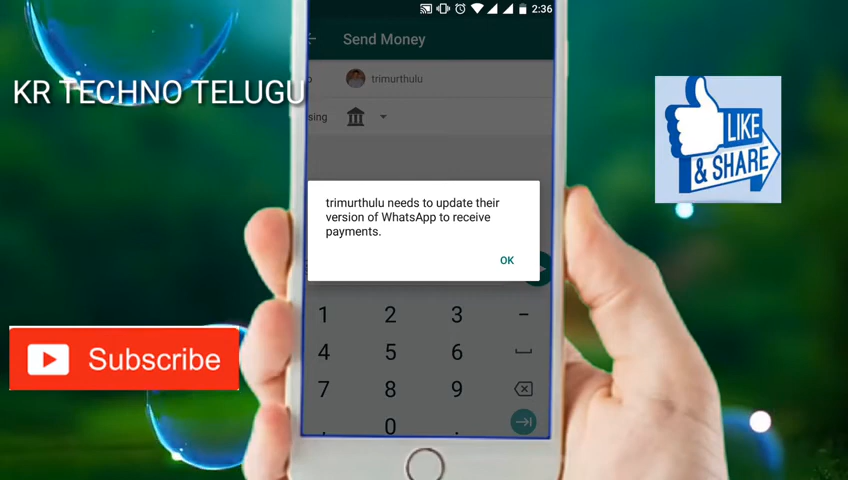 2:36
Send Money
KR TECHNO TELUGU
trimurthulu
sing
LIKE
& SHARE
trimurthulu needs to update their
version of WhatsApp to receive
payments.
OK
1 2 3 -
4 5 6
7 8 9
, 0 .
Subscribe